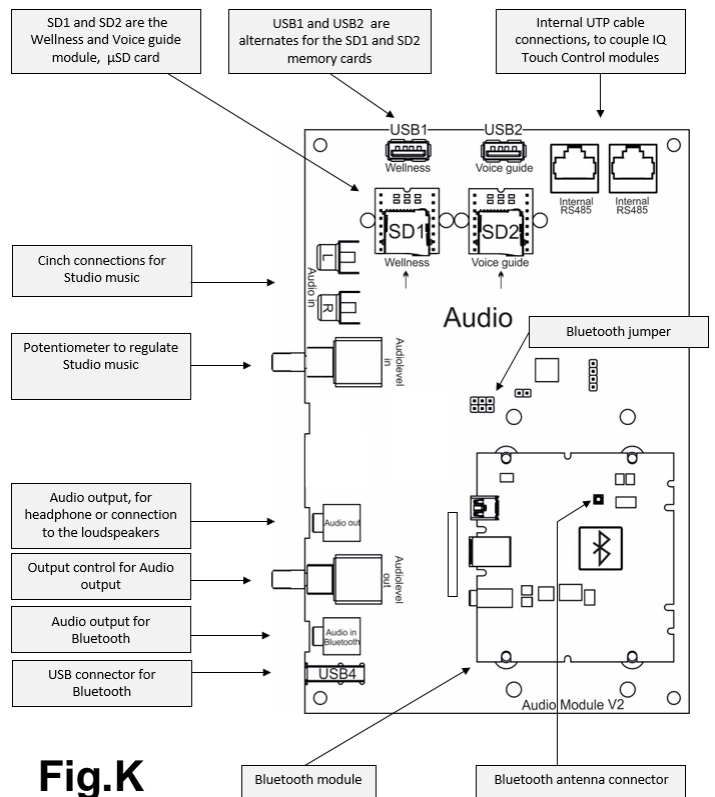 SD1 and SD2 are the
Wellness and Voice guide
module, µSD card
USB1 and USB2 are
alternates for the SD1 and SD2
memory cards
Internal UTP cable
connections, to couple IQ
Touch Control modules
USB1
USB2
Wellness
Voice guide
Internal
RS485
Internal
RS485
SD1
SD2
Wellness
Voice guide
Cinch connections for
Studio music
L
Audio in
R
Audio
Bluetooth jumper
Potentiometer to regulate
Studio music
Audiolevel
in
Audio output, for
headphone or connection
to the loudspeakers
Audio out
Output control for Audio
output
Audiolevel
out
Audio output for
Bluetooth
Audio in
Bluetooth
USB connector for
Bluetooth
USB4
Audio Module V2
Fig.K
Bluetooth module
Bluetooth antenna connector